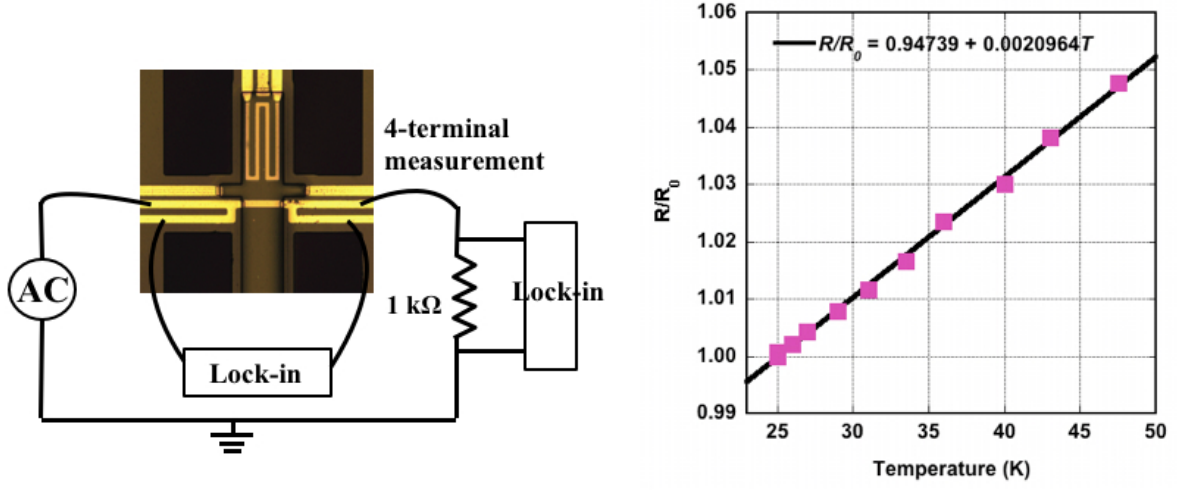 4-terminal
measurement
AC
1 kΩ
Lock-in
Lock-in
R/R0 = 0.94739 + 0.0020964T
R/R0
1.06
1.05
1.04
1.03
1.02
1.01
1.00
0.99
25 30 35 40 45 50
Temperature (K)